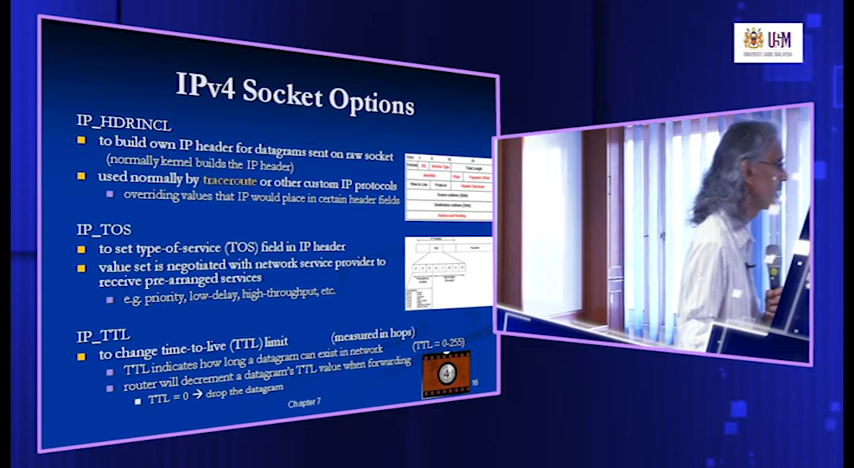 IPv4 Socket Options
IP_HDRINCL
to build own IP header for datagrams sent on raw socket
(normally kernel builds the IP header)
used normally by traceroute or other custom IP protocols
overriding values that IP would place in certain header fields
IP_TOS
to set type-of-service (TOS) field in IP header
value set is negotiated with network service provider to
receive pre-arranged services
e.g. priority, low-delay, high-throughput, etc.
IP_TTL
to change time-to-live (TTL) limit (measured in hops)
TTL indicates how long a datagram can exist in network (TTL = 0-255)
router will decrement a datagram's TTL value when forwarding
TTL = 0 → drop the datagram
4
Chapter 7
16
USM
UNIVERSITI SAINS MALAYSIA